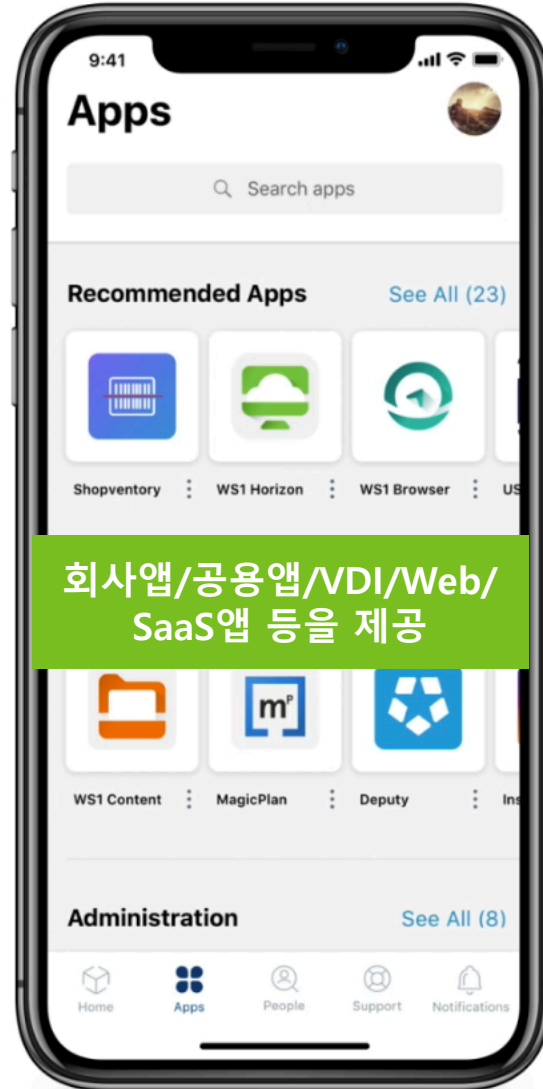 9:41
Apps
Search apps
Recommended Apps
See All (23)
Shopventory
WS1 Horizon
WS1 Browser
US
회사앱/공용앱/VDI/Web/
SaaS앱 등을 제공
m
WS1 Content
MagicPlan
Deputy
Ins
Administration
See All (8)
Home
Apps
People
Support
Notifications